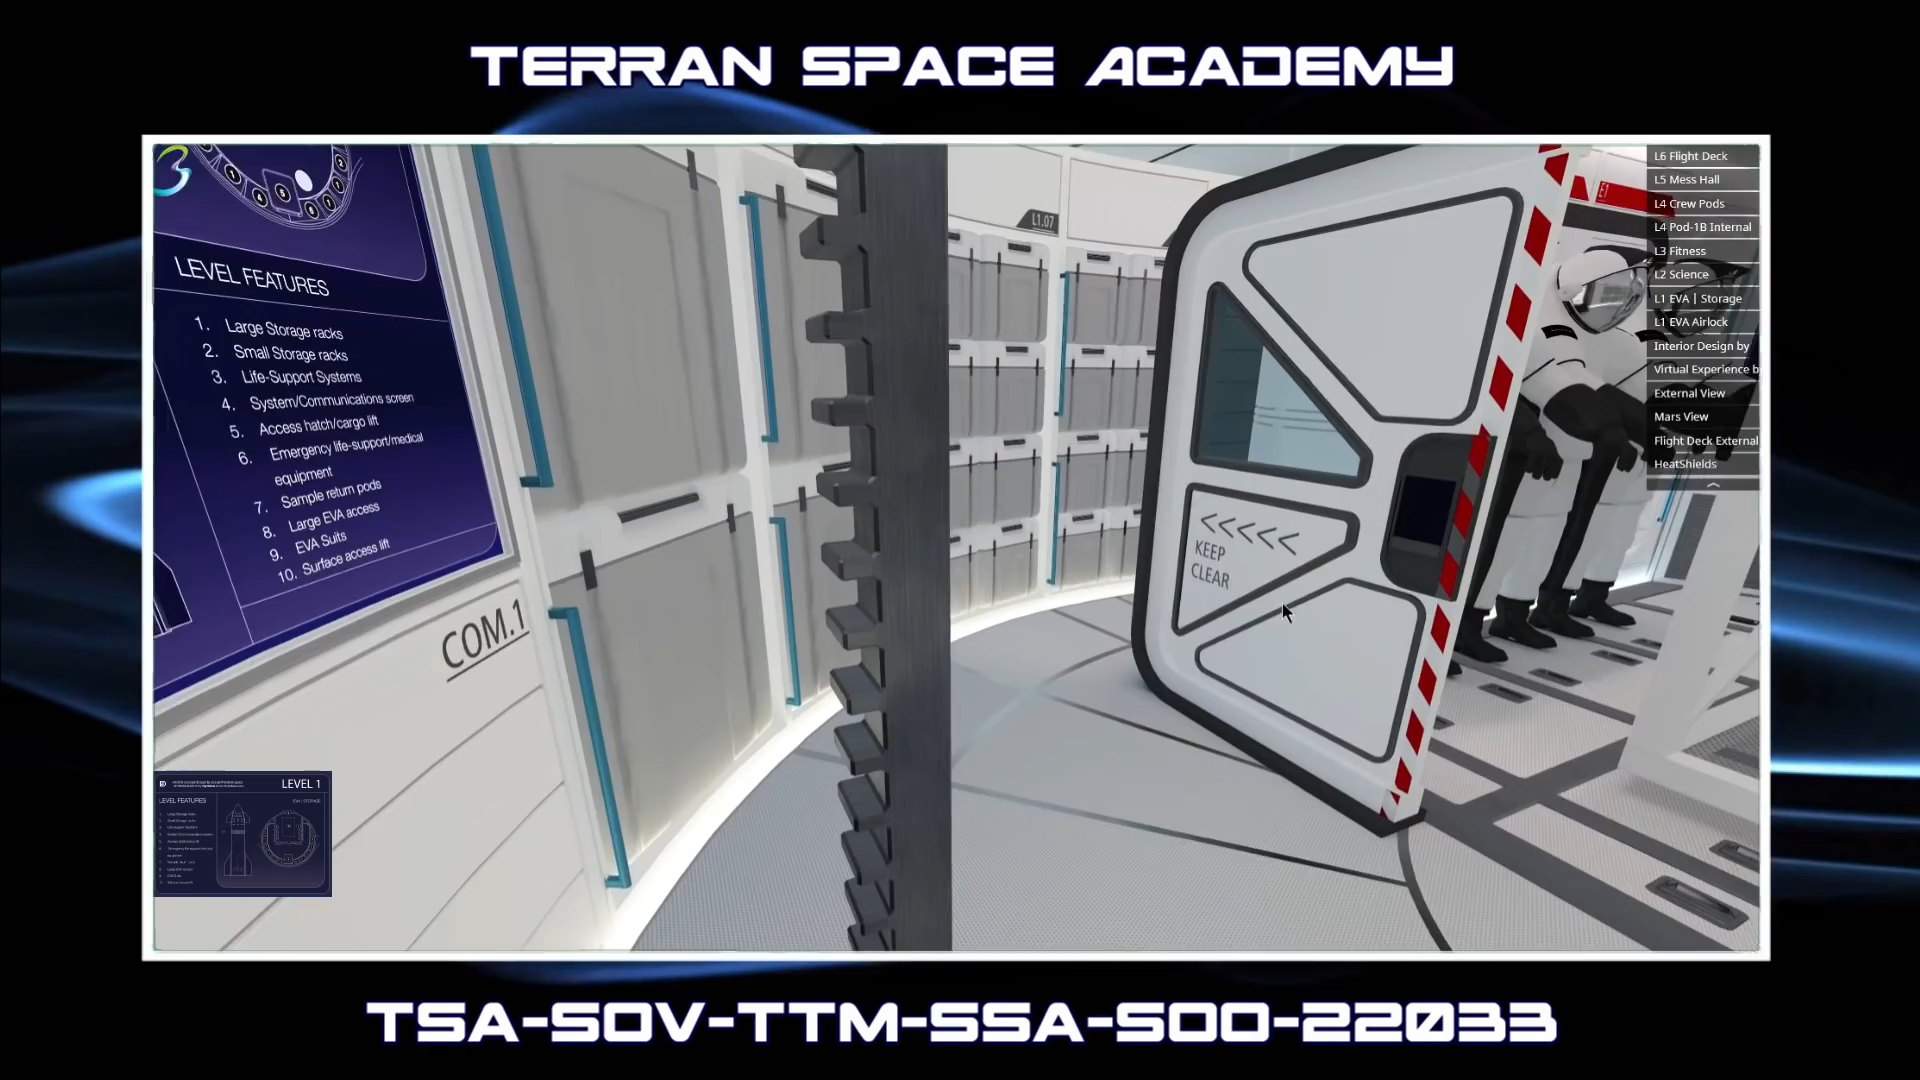 TERRAN SPACE ACADEMY
LEVEL FEATURES
1. Large Storage racks
2. Small Storage racks
3. Life-Support Systems
4. System/Communications screen
5. Access hatch/cargo lift
6. Emergency life-support/medical
equipment
7. Sample return pods
8. Large EVA access
9. EVA Suits
10. Surface access lift
COM.1
L1.07
<<<<<
KEEP
CLEAR
L6 Flight Deck
L5 Mess Hall
L4 Crew Pods
L4 Pod-1B Internal
L3 Fitness
L2 Science
L1 EVA | Storage
L1 EVA Airlock
Interior Design by
Virtual Experience b
External View
Mars View
Flight Deck External
HeatShields
LEVEL 1
LEVEL FEATURES
EVA | STORAGE
TSA-SOV-TTM-SSA-SOO-22033